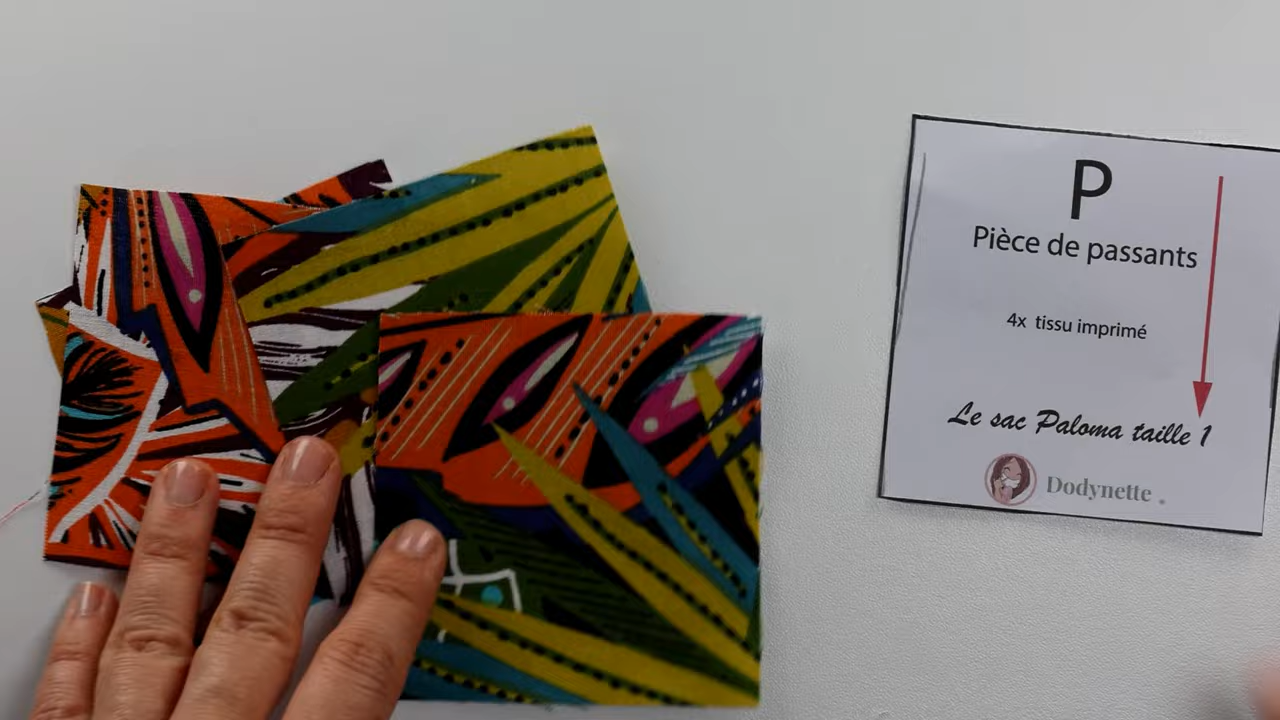 P
Pièce de passants
4x tissu imprimé
Le sac Paloma taille 1
Dodynette